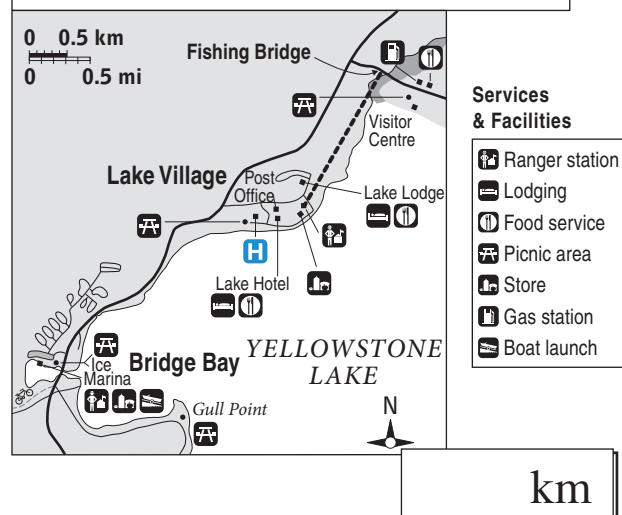 0 0.5 km
0 0.5 mi
Fishing Bridge
Visitor
Centre
Lake Village
Post
Office
Lake Lodge
H
Lake Hotel
YELLOWSTONE
LAKE
Bridge Bay
Ice
Marina
Gull Point
N
Services
& Facilities
Ranger station
Lodging
Food service
Picnic area
Store
Gas station
Boat launch
km